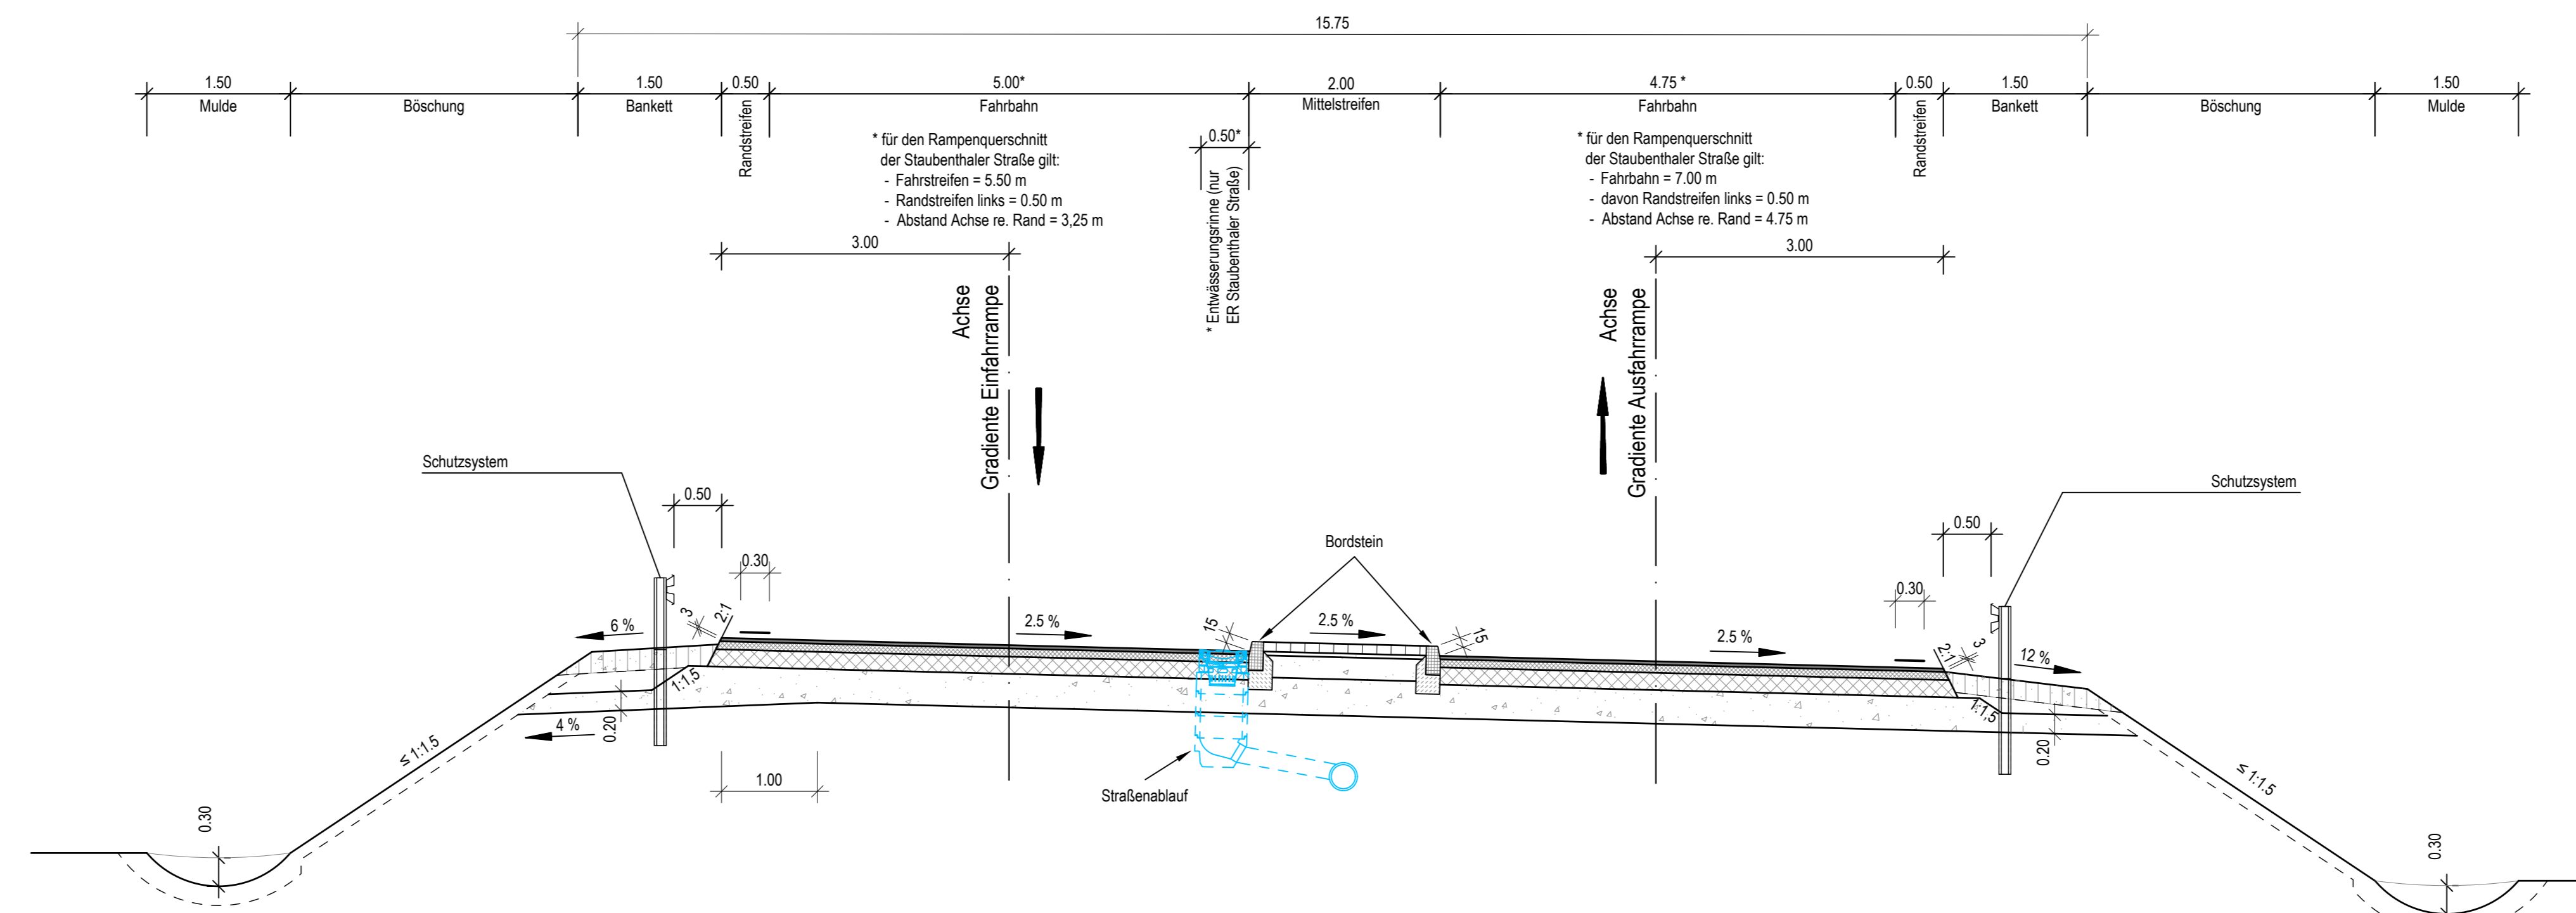 15.75
1.50
1.50
0.50
5.00*
2.00
4.75 *
0.50
1.50
1.50
Mulde
Böschung
Bankett
Randstreifen
Fahrbahn
Mittelstreifen
Fahrbahn
Randstreifen
Bankett
Böschung
Mulde
* für den Rampenquerschnitt
der Staubenthaler Straße gilt:
- Fahrstreifen = 5.50 m
- Randstreifen links = 0.50 m
- Abstand Achse re. Rand = 3,25 m
0.50*
* Entwässerungsrinne (nur
ER Staubenthaler Straße)
* für den Rampenquerschnitt
der Staubenthaler Straße gilt:
- Fahrbahn = 7.00 m
- davon Randstreifen links = 0.50 m
- Abstand Achse re. Rand = 4.75 m
3.00
3.00
Achse
Gradiente Einfahrrampe
Achse
Gradiente Ausfahrrampe
Schutzsystem
0.50
0.30
Bordstein
Schutzsystem
0.50
0.30
6 %
3
2:1
2.5 %
15
2.5 %
15
2.5 %
2:1
3
12 %
1:1,5
4 %
0.20
1:1,5
0.20
≤ 1:1.5
1.00
Straßenablauf
≤ 1:1.5
0.30
0.30